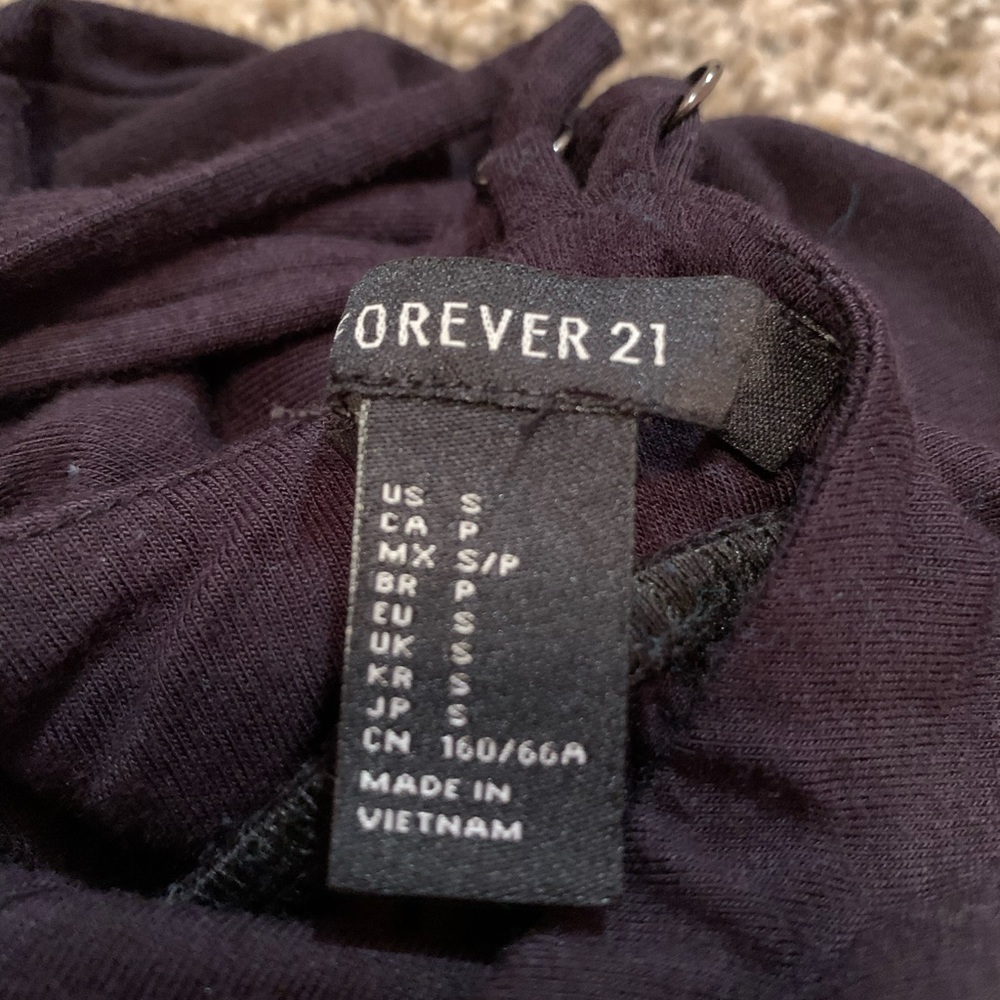 FOREVER 21
US S
CA P
MX S/P
BR P
EU S
UK S
KR S
JP S
CN 160/66A
MADE IN
VIETNAM